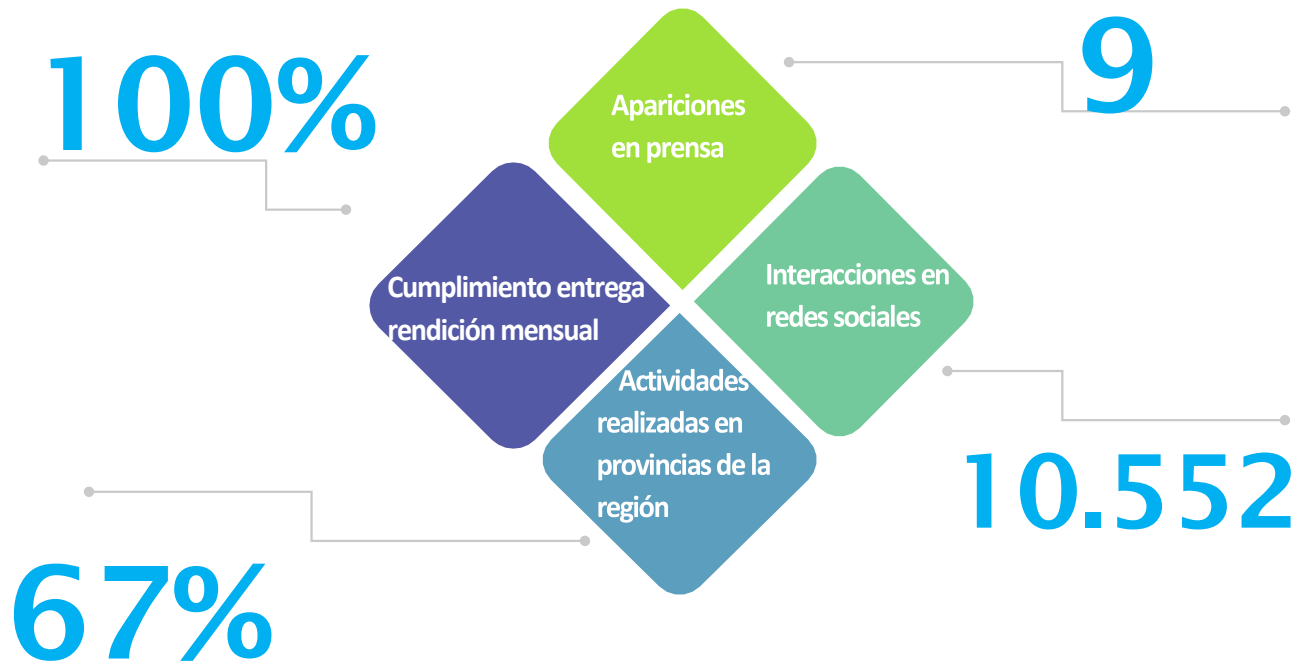 100%
9
Apariciones
en prensa
Cumplimiento entrega
rendición mensual
Interacciones en
redes sociales
Actividades
realizadas en
provincias de la
región
10.552
67%